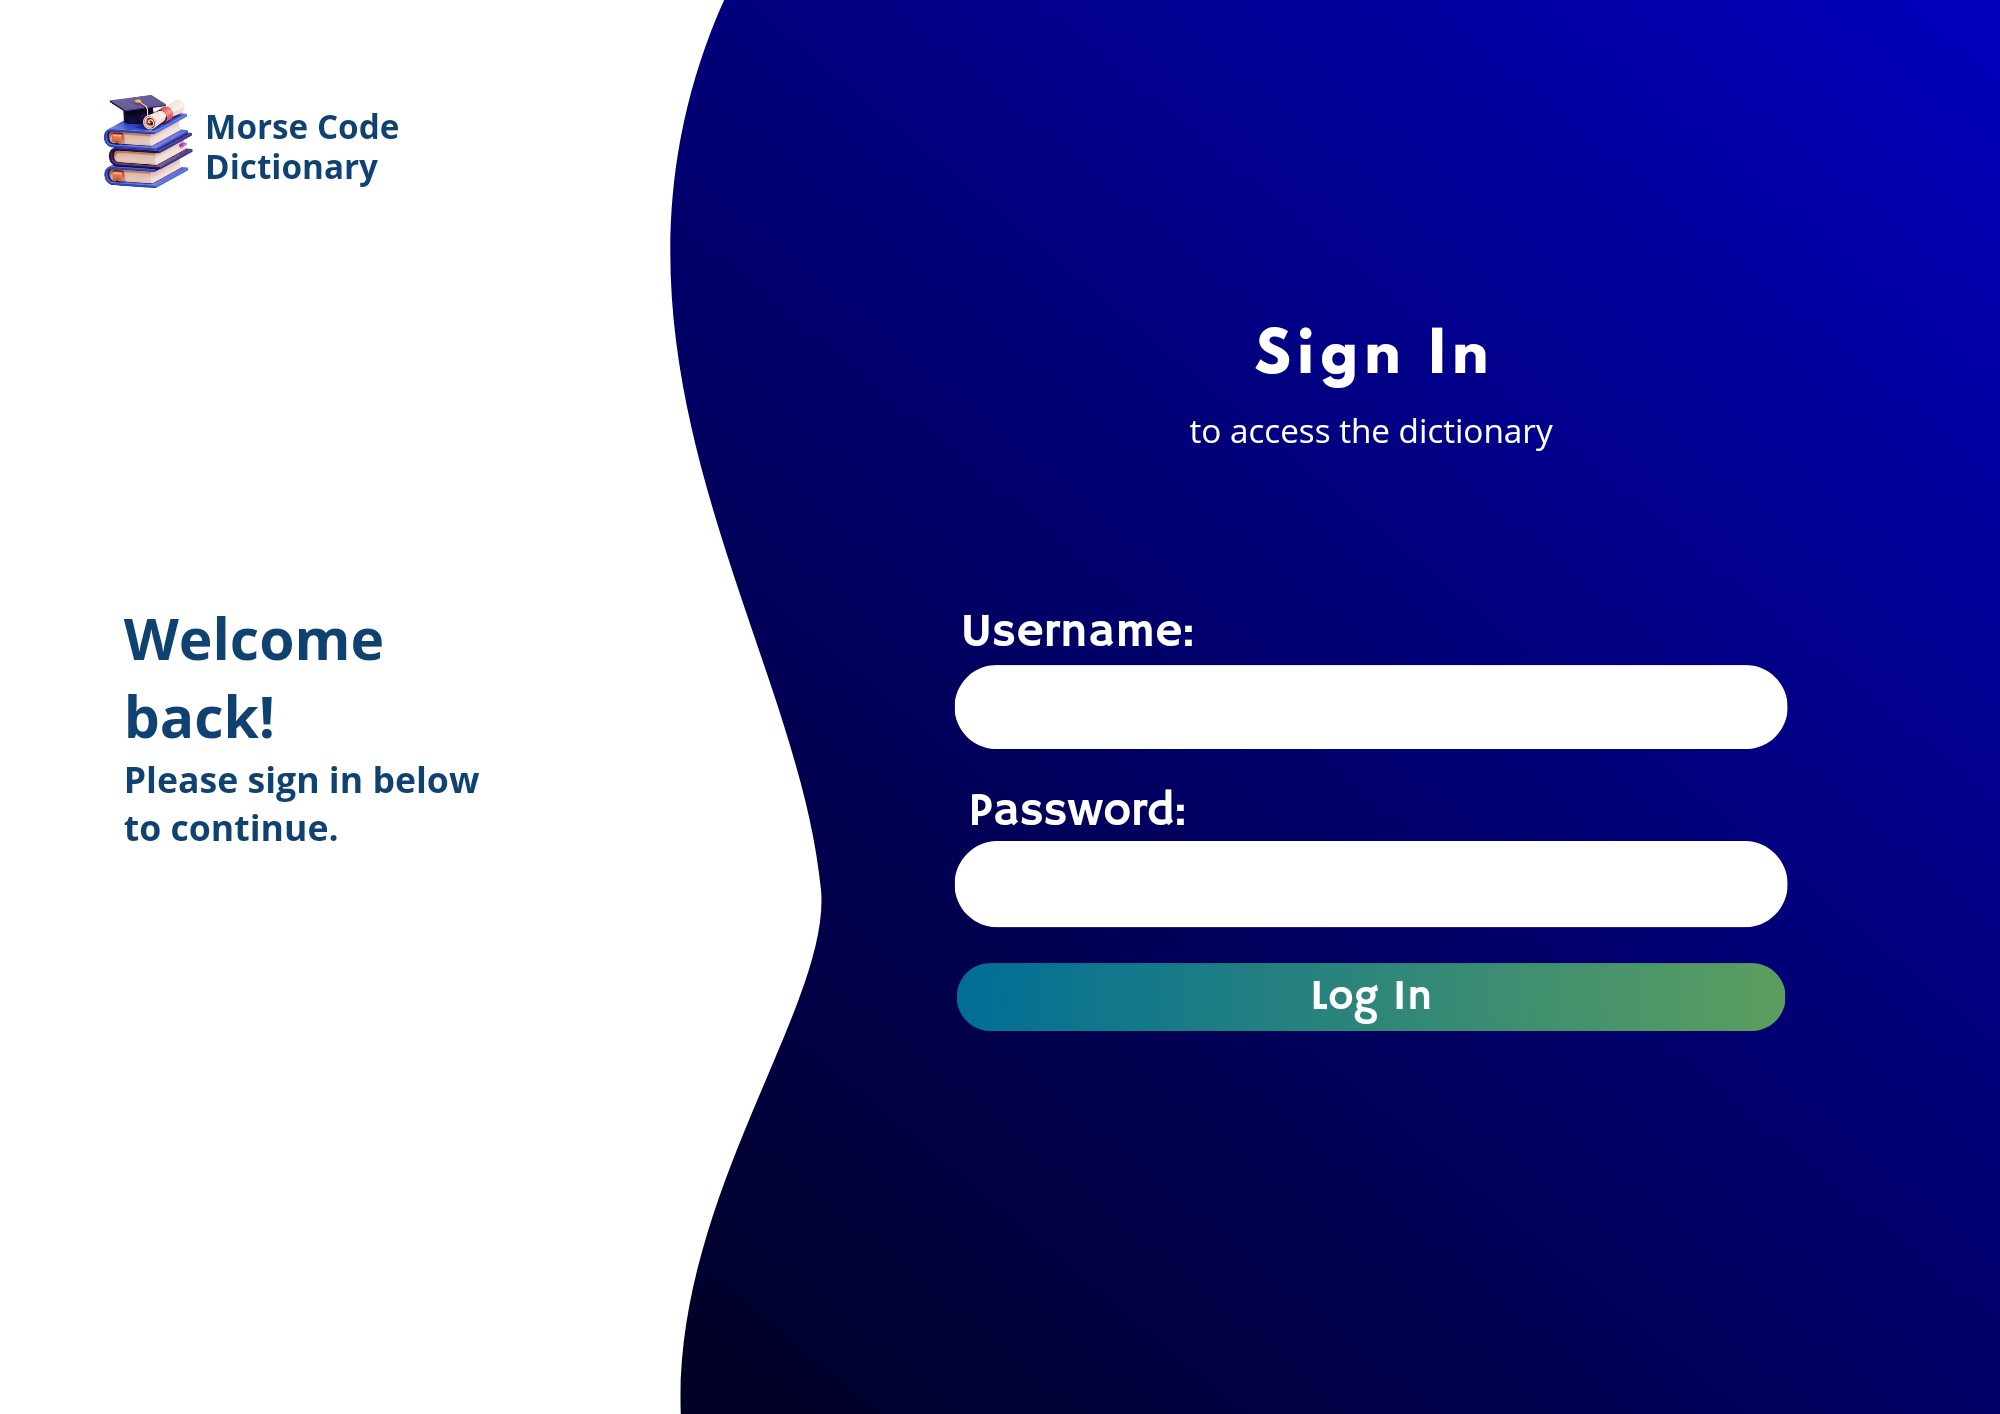 Morse Code
Dictionary
Welcome
back!
Please sign in below
to continue.
Sign In
to access the dictionary
Username:
Password:
Log In